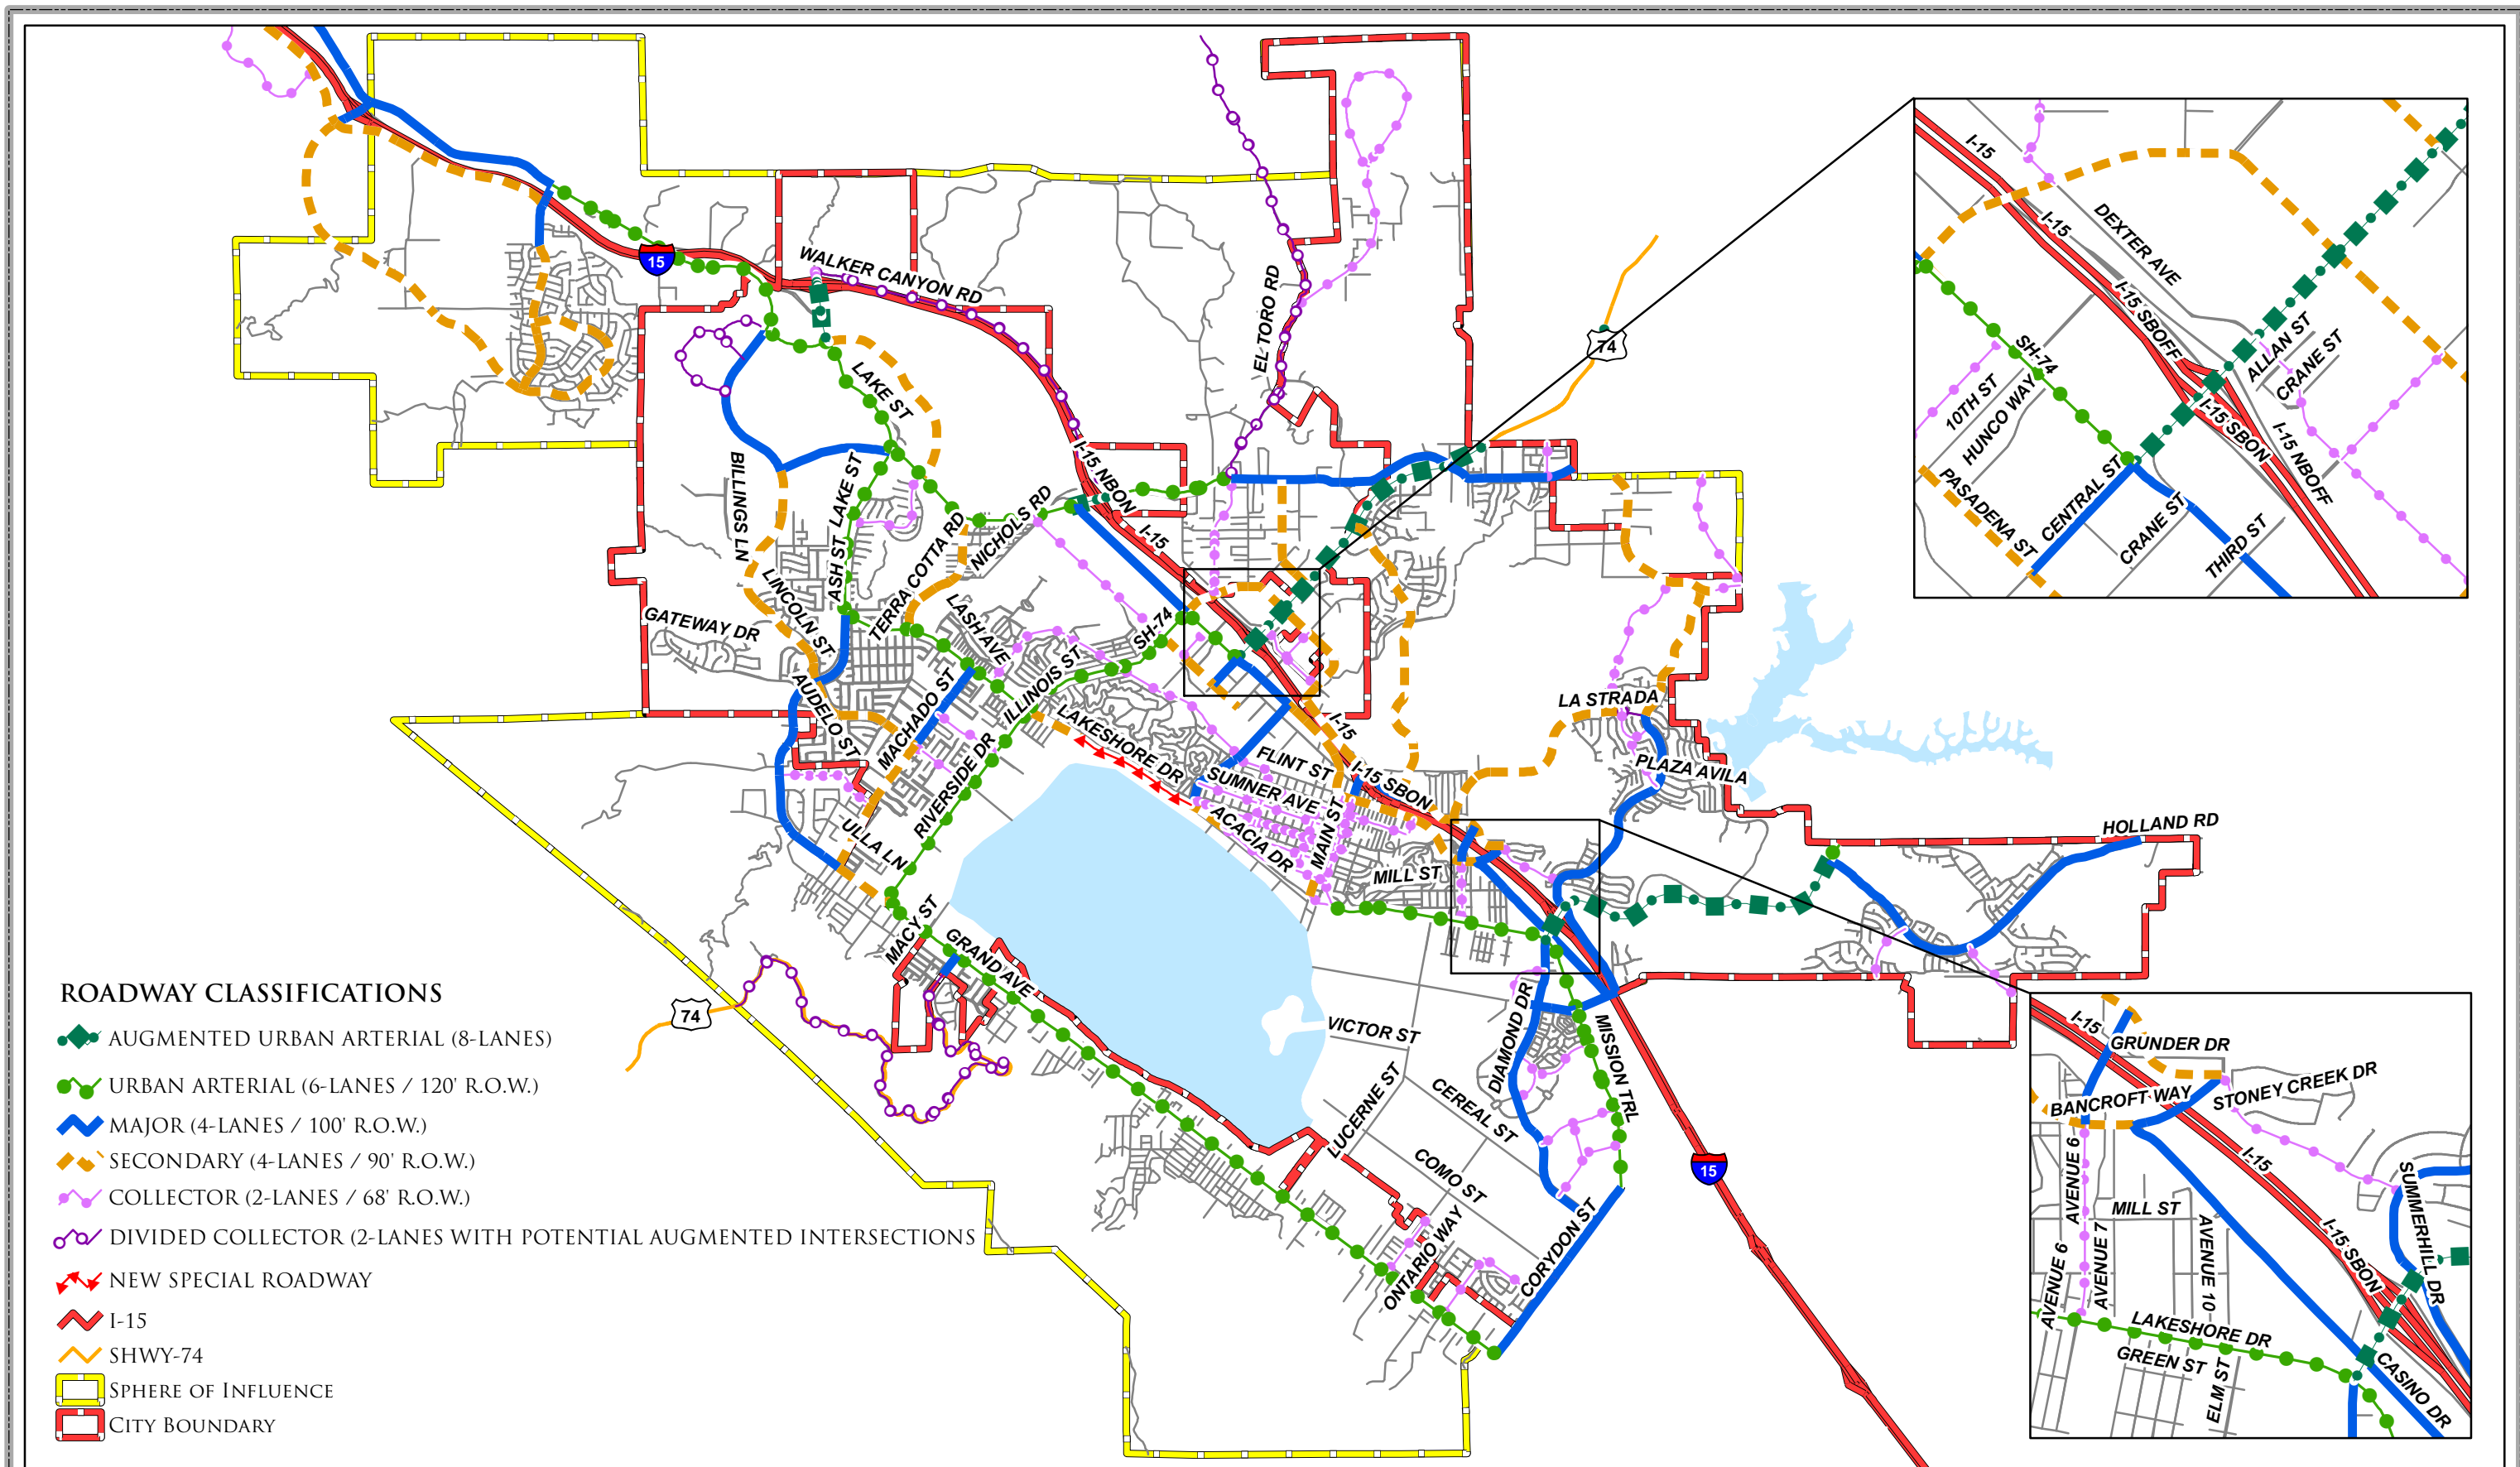 WALKER CANYON RD
15
EL TORO RD
74
LAKE ST
BILLINGS LN
ASH ST
LAKE ST
I-15 NBON
I-15
NICHOLS RD
TERRA COTTA RD
LINCOLN ST
GATEWAY DR
LASH AVE
SH-74
ILLINOIS ST
AUDELO ST
MACHADO ST
LAKESHORE DR
RIVERSIDE DR
LA STRADA
I-15
FLINT ST
I-15 SBON
PLAZA AVILA
SUMNER AVE
MAIN ST
ACACIA DR
ULLA LN
MILL ST
HOLLAND RD
MACY ST
GRAND AVE
74
VICTOR ST
DIAMOND DR
MISSION TRL
LUCERNE ST
CEREAL ST
COMO ST
15
ONTARIO WAY
CORYDON ST
I-15
I-15
DEXTER AVE
I-15 SBOFF
SH-74
ALLAN ST
CRANE ST
10TH ST
HUNCO WAY
I-15 SBON
I-15 NBOFF
PASADENA ST
CENTRAL ST
CRANE ST
THIRD ST
I-15
GRUNDER DR
BANCROFT WAY
STONEY CREEK DR
I-15
AVENUE 6
SUMMERHILL DR
MILL ST
AVENUE 7
AVENUE 10
I-15 SBON
AVENUE 6
LAKESHORE DR
GREEN ST
ELM ST
CASINO DR
ROADWAY CLASSIFICATIONS
AUGMENTED URBAN ARTERIAL (8-LANES)
URBAN ARTERIAL (6-LANES / 120' R.O.W.)
MAJOR (4-LANES / 100' R.O.W.)
SECONDARY (4-LANES / 90' R.O.W.)
COLLECTOR (2-LANES / 68' R.O.W.)
DIVIDED COLLECTOR (2-LANES WITH POTENTIAL AUGMENTED INTERSECTIONS
NEW SPECIAL ROADWAY
I-15
SHWY-74
SPHERE OF INFLUENCE
CITY BOUNDARY